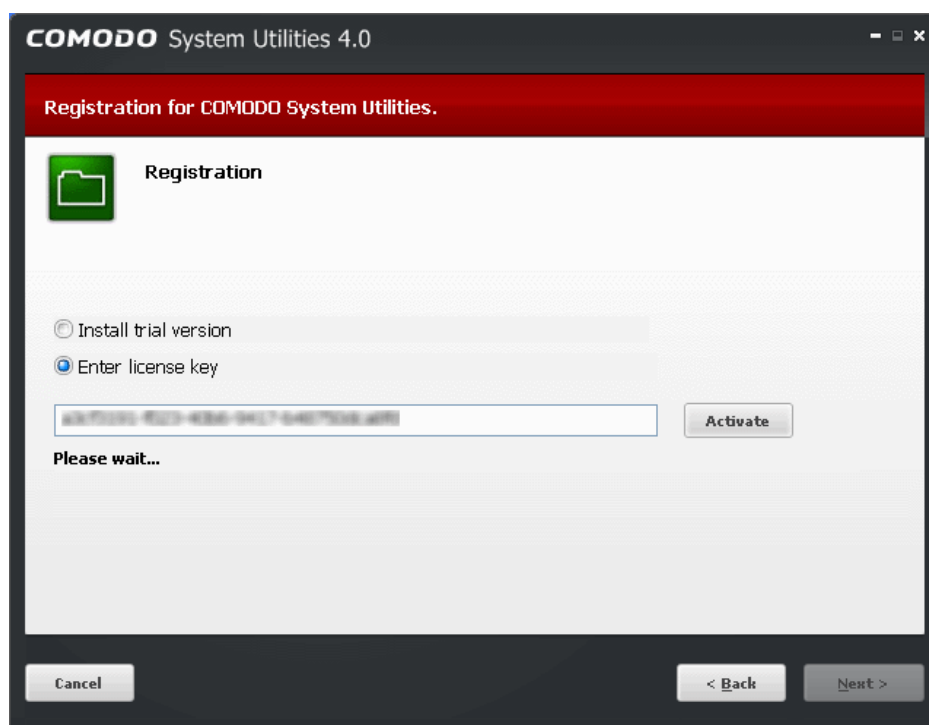 COMODO System Utilities 4.0
Registration for COMODO System Utilities.
Registration
Install trial version
Enter license key
Activate
Please wait...
Cancel
< Back
Next >